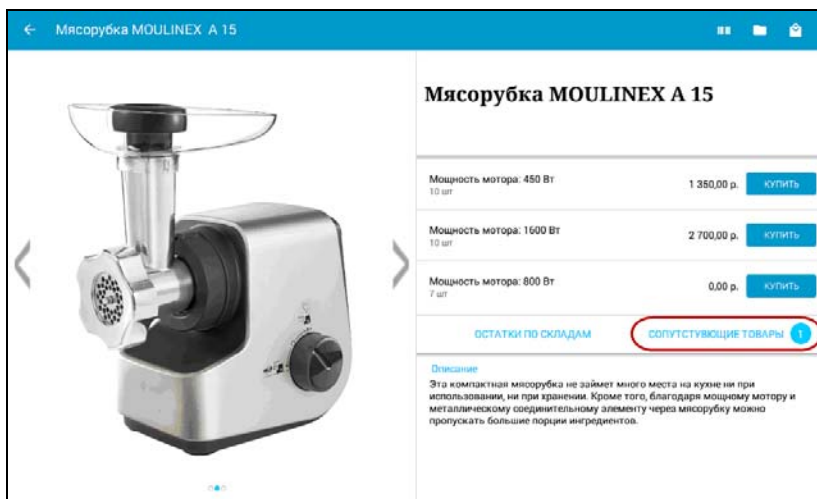 Мясорубка MOULINEX A 15
Мясорубка MOULINEX A 15
Мощность мотора: 450 Вт
10 шт
1 350,00 р.
КУПИТЬ
Мощность мотора: 1600 Вт
10 шт
2 700,00 р.
КУПИТЬ
Мощность мотора: 800 Вт
7 шт
0,00 р.
КУПИТЬ
ОСТАТКИ ПО СКЛАДАМ
СОПУТСТУВЮЩИЕ ТОВАРЫ 1
Описание
Эта компактная мясорубка не займет много места на кухне ни при
использовании, ни при хранении. Кроме того, благодаря мощному мотору и
металлическому соединительному элементу через мясорубку можно
пропускать большие порции ингредиентов.